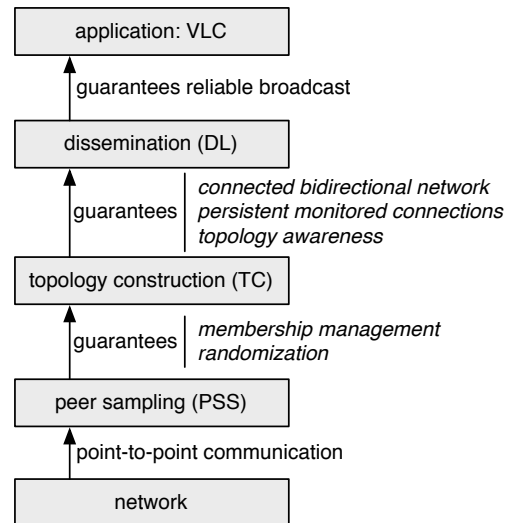 application: VLC
guarantees reliable broadcast
dissemination (DL)
guarantees
connected bidirectional network
persistent monitored connections
topology awareness
topology construction (TC)
guarantees
membership management
randomization
peer sampling (PSS)
point-to-point communication
network